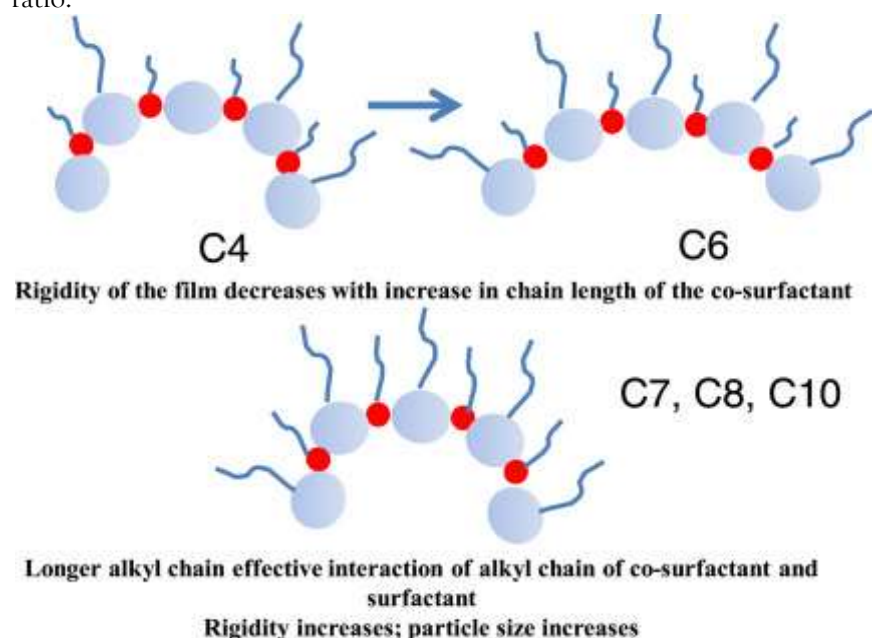 ratio.
C4
C6
Rigidity of the film decreases with increase in chain length of the co-surfactant
C7, C8, C10
Longer alkyl chain effective interaction of alkyl chain of co-surfactant and
surfactant
Rigidity increases; particle size increases